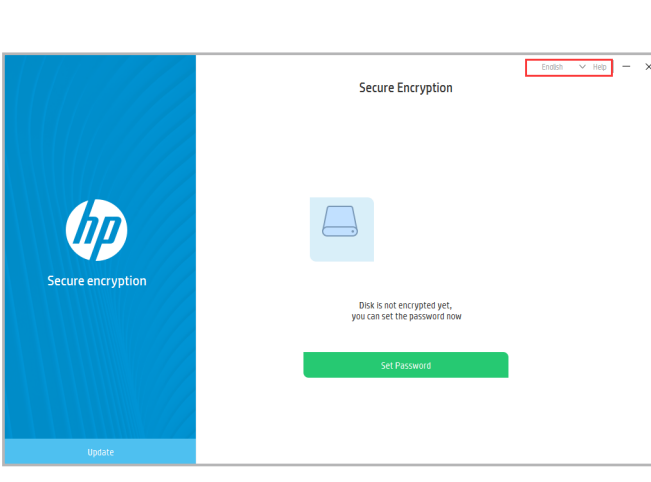 English Help
Secure Encryption
hp
Secure encryption
Disk is not encrypted yet,
you can set the password now
Set Password
Update